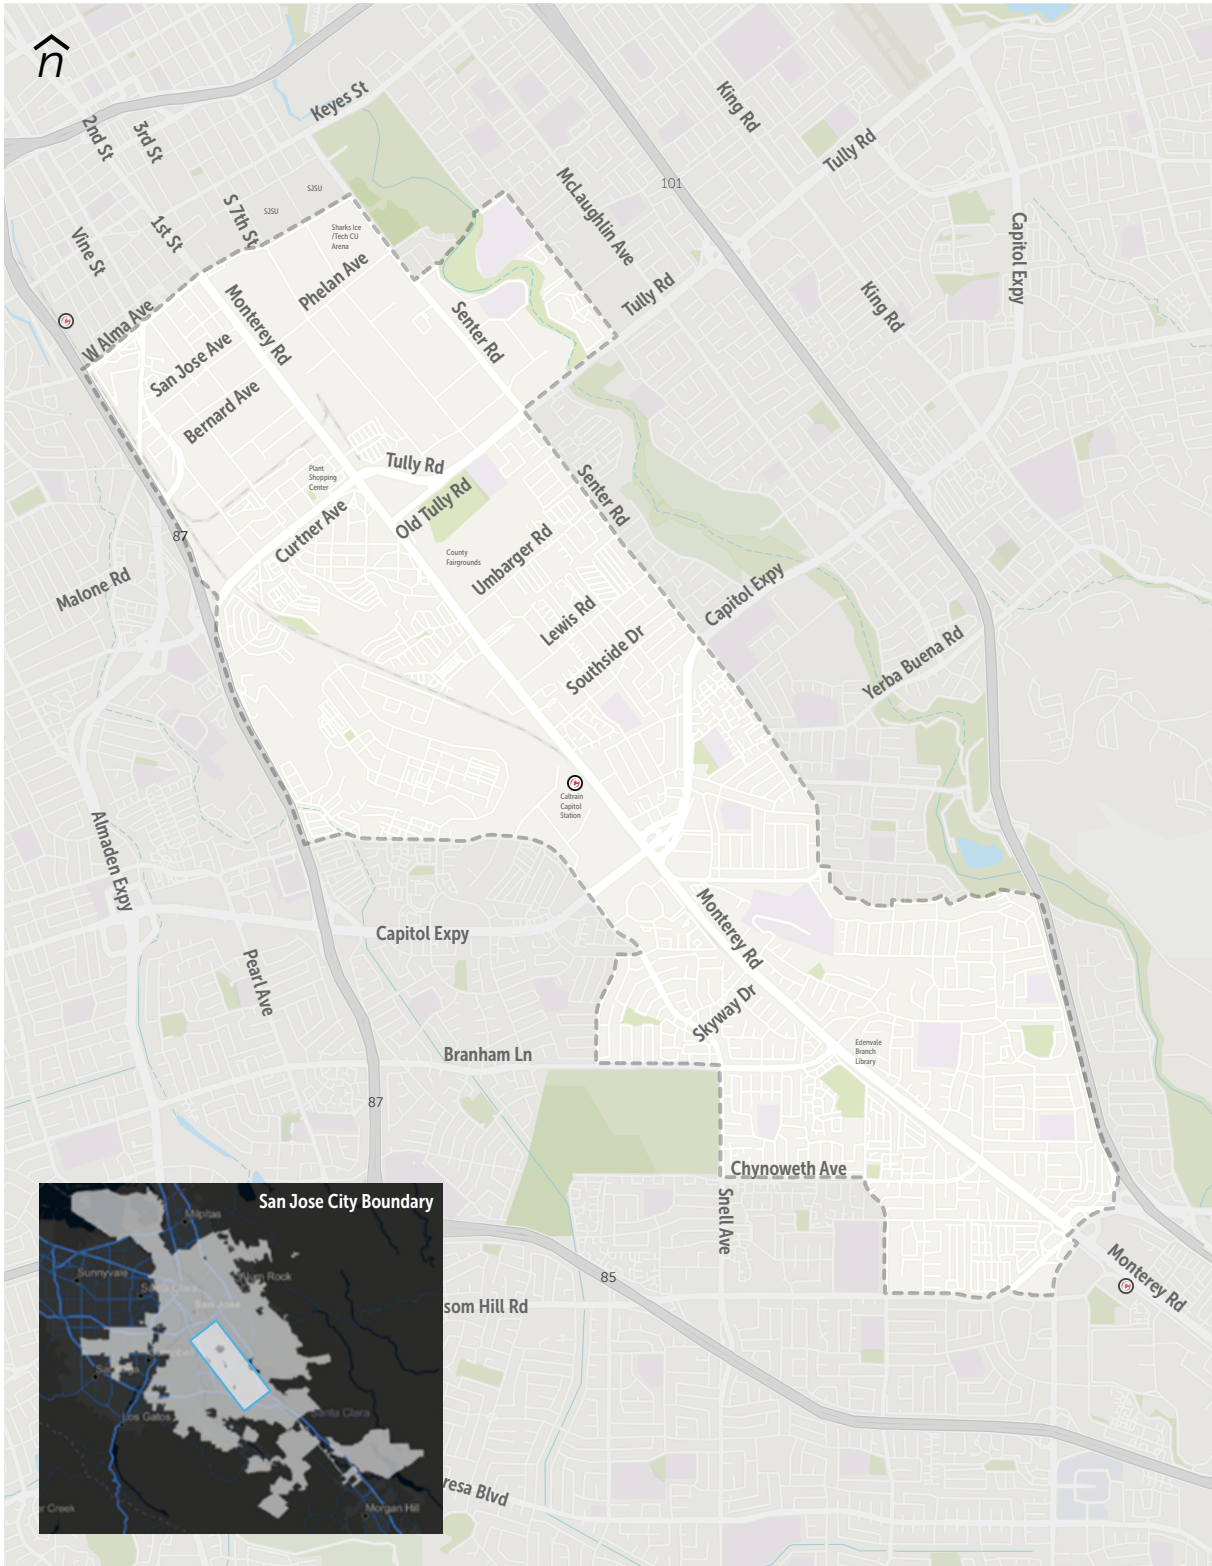 n
Keyes St
King Rd
2nd St
3rd St
Tully Rd
McLaughlin Ave
101
SJSU
SJSU
S 7th St
1st St
Vine St
Sharks Ice
/Tech CU
Arena
Capitol Expy
Phelan Ave
Monterey Rd
Tully Rd
King Rd
W Alma Ave
Senter Rd
San Jose Ave
Bernard Ave
Plant
Shopping
Center
Tully Rd
Senter Rd
Old Tully Rd
Curtner Ave
87
County
Fairgrounds
Umbarger Rd
Malone Rd
Capitol Expy
Lewis Rd
Southside Dr
Yerba Buena Rd
Caltrain
Capitol
Station
Almaden Expy
Monterey Rd
Capitol Expy
Pearl Ave
Skyway Dr
Branham Ln
Edenvale
Branch
Library
87
Chynoweth Ave
Snell Ave
San Jose City Boundary
Milpitas
Sunnyvale
Alum Rock
Santa Clara
San Jose
Los Gatos
Santa Clara
r Creek
Morgan Hill
85
som Hill Rd
Monterey Rd
resa Blvd